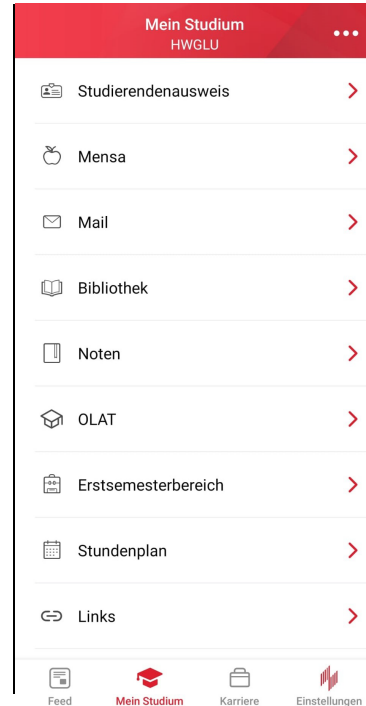 Mein Studium
HWGLU
Studierendenausweis
Mensa
Mail
Bibliothek
Noten
OLAT
Erstsemesterbereich
Stundenplan
Links
Feed
Mein Studium
Karriere
Einstellungen